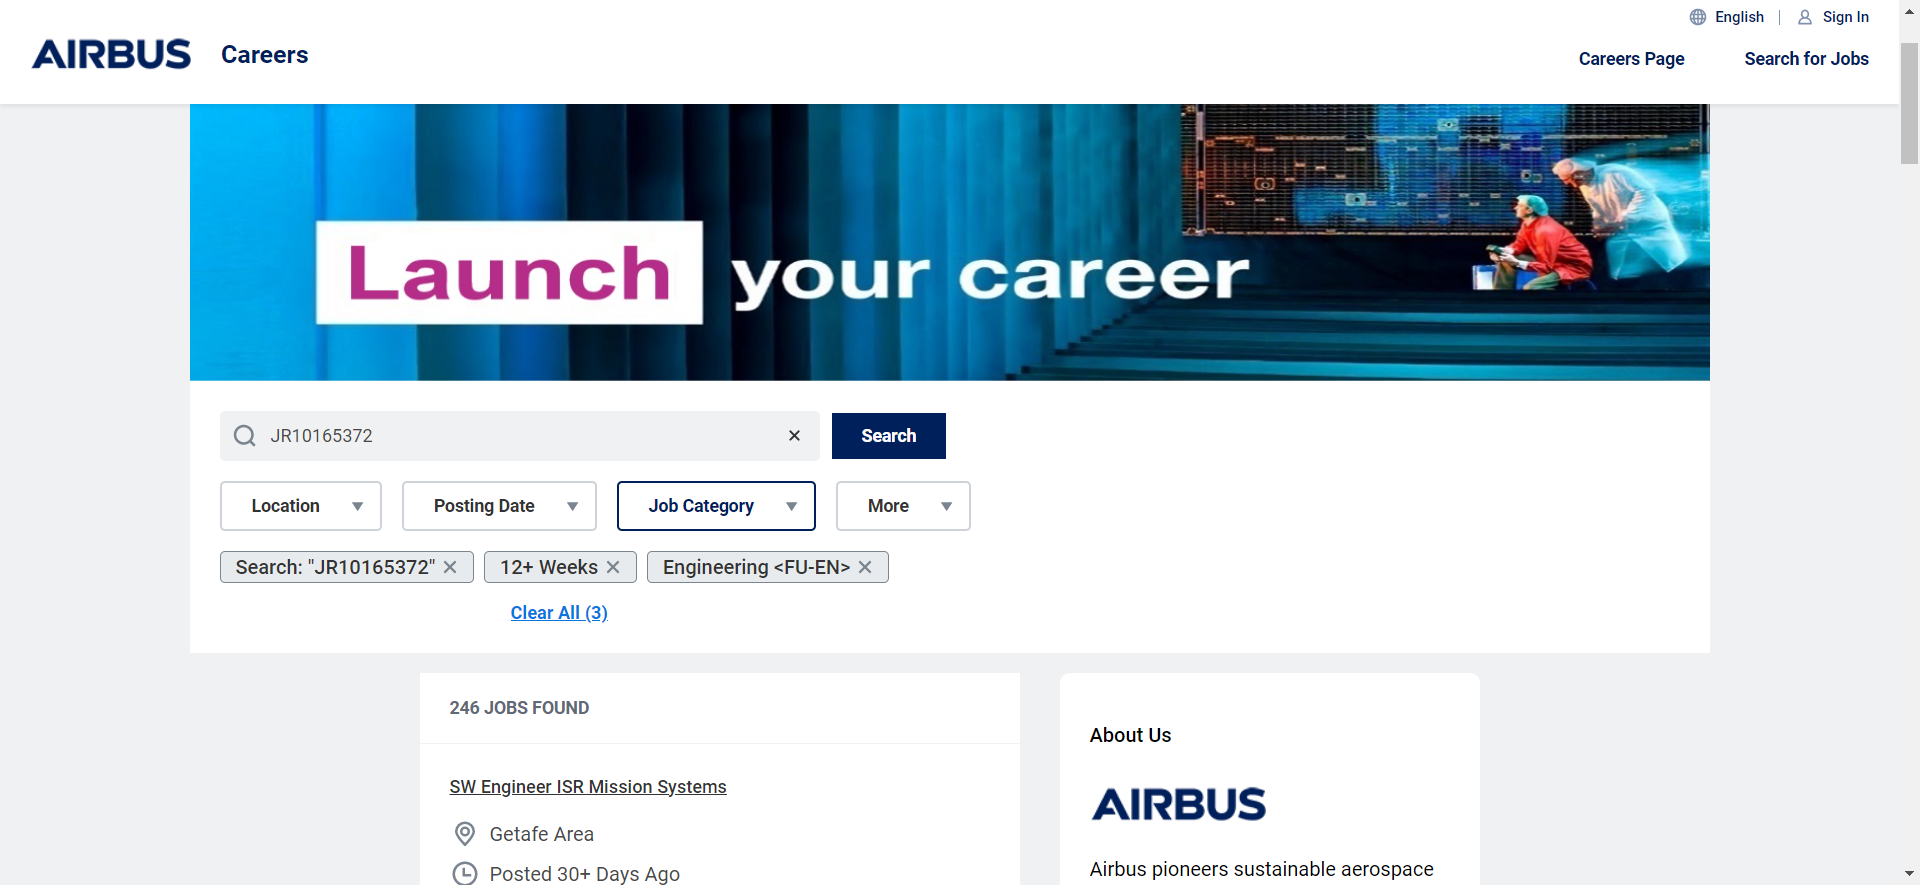 English | Sign In
AIRBUS Careers
Careers Page Search for Jobs
Launch your career
JR10165372 Search
Location Posting Date Job Category More
Search: "JR10165372" 12+ Weeks Engineering <FU-EN>
Clear All (3)
246 JOBS FOUND
SW Engineer ISR Mission Systems
Getafe Area
Posted 30+ Days Ago
About Us
AIRBUS
Airbus pioneers sustainable aerospace